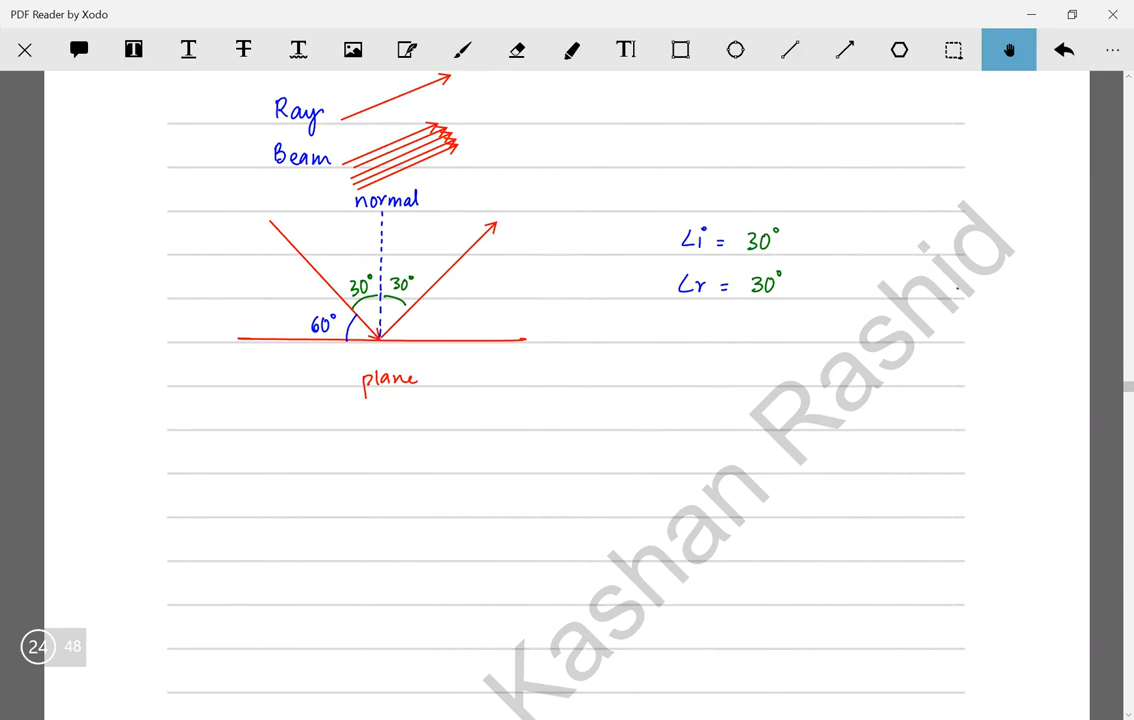 PDF Reader by Xodo
Ray
Beam
normal
30° 30°
60°
plane
∠i = 30°
∠r = 30°
Kashan Rashid
24 48